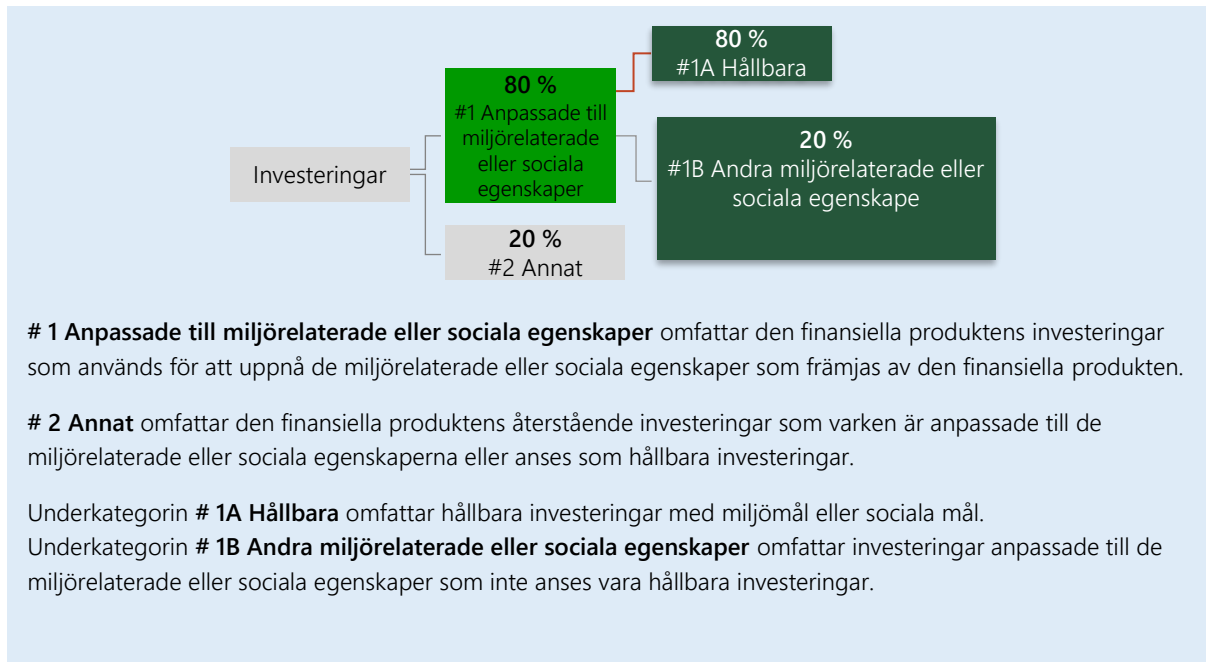 80 %
#1A Hållbara
80 %
#1 Anpassade till
miljörelaterade
eller sociala
egenskaper
20 %
#1B Andra miljörelaterade eller
sociala egenskape
Investeringar
20 %
#2 Annat
# 1 Anpassade till miljörelaterade eller sociala egenskaper omfattar den finansiella produktens investeringar
som används för att uppnå de miljörelaterade eller sociala egenskaper som främjas av den finansiella produkten.
# 2 Annat omfattar den finansiella produktens återstående investeringar som varken är anpassade till de
miljörelaterade eller sociala egenskaperna eller anses som hållbara investeringar.
Underkategorin # 1A Hållbara omfattar hållbara investeringar med miljömål eller sociala mål.
Underkategorin # 1B Andra miljörelaterade eller sociala egenskaper omfattar investeringar anpassade till de
miljörelaterade eller sociala egenskaper som inte anses vara hållbara investeringar.